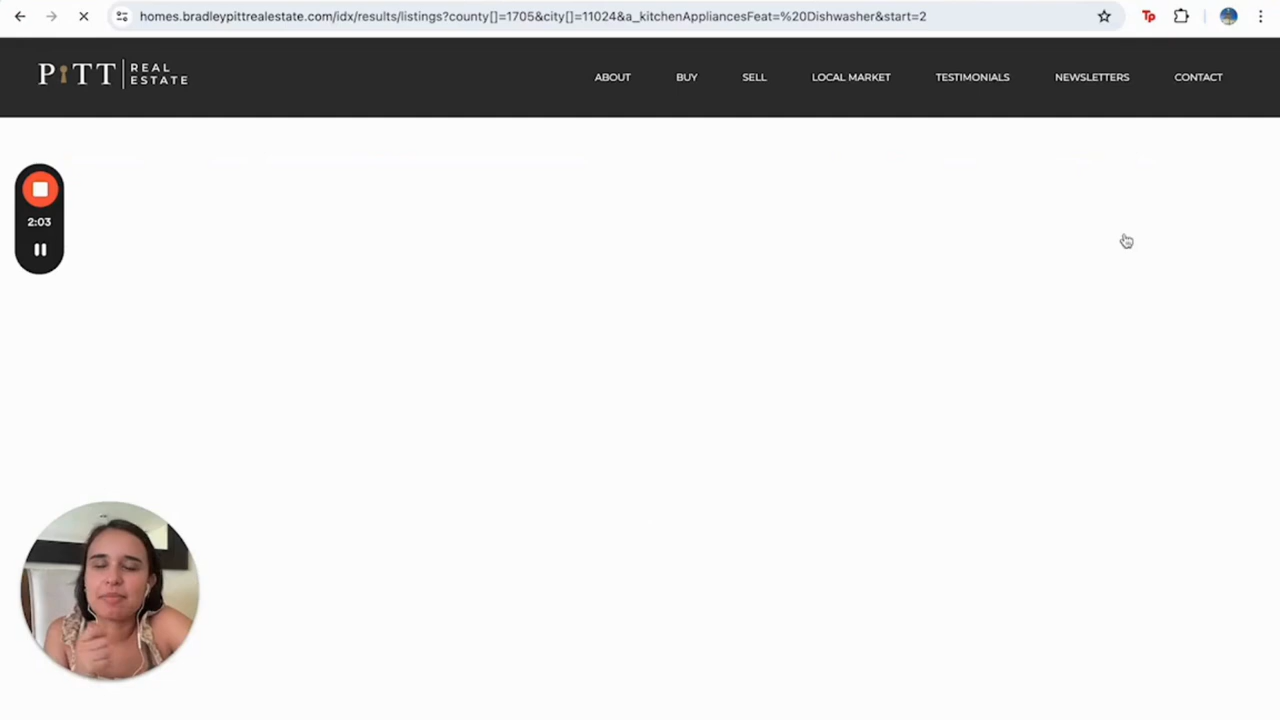 homes.bradleypittrealestate.com/idx/results/listings?county[]=1705&city[]=11024&a_kitchenAppliancesFeat=%20Dishwasher&start=2
Tp
PiTT REAL ESTATE
ABOUT BUY SELL LOCAL MARKET TESTIMONIALS NEWSLETTERS CONTACT
2:03